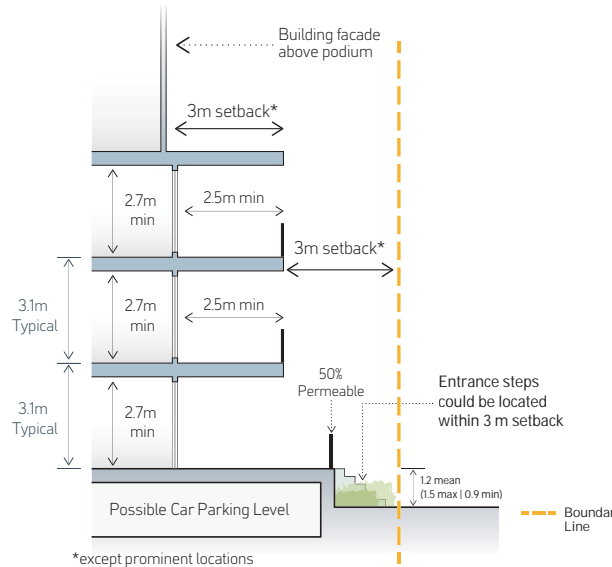 Building facade
above podium
3m setback*
2.7m
min
2.5m min
3m setback*
3.1m
Typical
2.7m
min
2.5m min
50%
Permeable
Entrance steps
could be located
within 3 m setback
3.1m
Typical
2.7m
min
1.2 mean
(1.5 max | 0.9 min)
Possible Car Parking Level
Boundar
Line
*except prominent locations